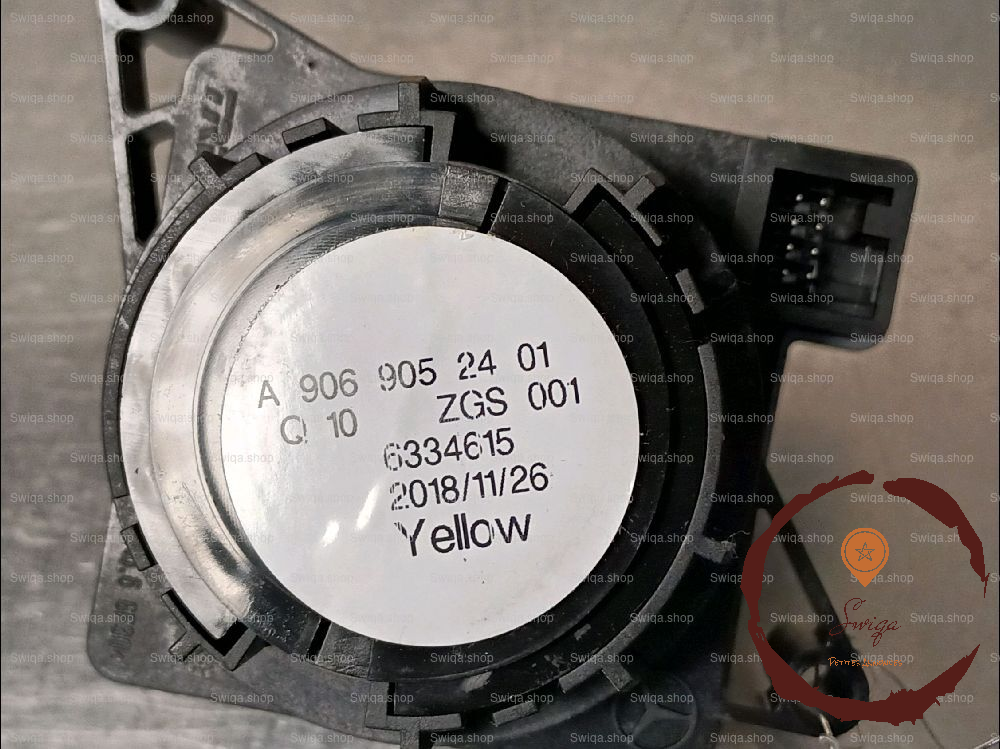 A 906 905 24 01
Q 10 ZGS 001
6334615
2018/11/26
Yellow
Swiqa.shop
Swiqa